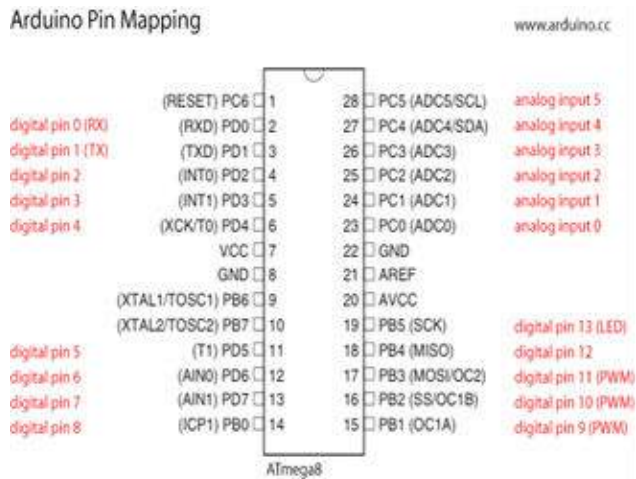 Arduino Pin Mapping www.arduino.cc
(RESET) PC6 1 28 PC5 (ADC5/SCL) analog input 5
digital pin 0 (RX) (RXD) PD0 2 27 PC4 (ADC4/SDA) analog input 4
digital pin 1 (TX) (TXD) PD1 3 26 PC3 (ADC3) analog input 3
digital pin 2 (INT0) PD2 4 25 PC2 (ADC2) analog input 2
digital pin 3 (INT1) PD3 5 24 PC1 (ADC1) analog input 1
digital pin 4 (XCK/T0) PD4 6 23 PC0 (ADC0) analog input 0
VCC 7 22 GND
GND 8 21 AREF
(XTAL1/TOSC1) PB6 9 20 AVCC
(XTAL2/TOSC2) PB7 10 19 PB5 (SCK) digital pin 13 (LED)
digital pin 5 (T1) PD5 11 18 PB4 (MISO) digital pin 12
digital pin 6 (AIN0) PD6 12 17 PB3 (MOSI/OC2) digital pin 11 (PWM)
digital pin 7 (AIN1) PD7 13 16 PB2 (SS/OC1B) digital pin 10 (PWM)
digital pin 8 (ICP1) PB0 14 15 PB1 (OC1A) digital pin 9 (PWM)
ATmega8